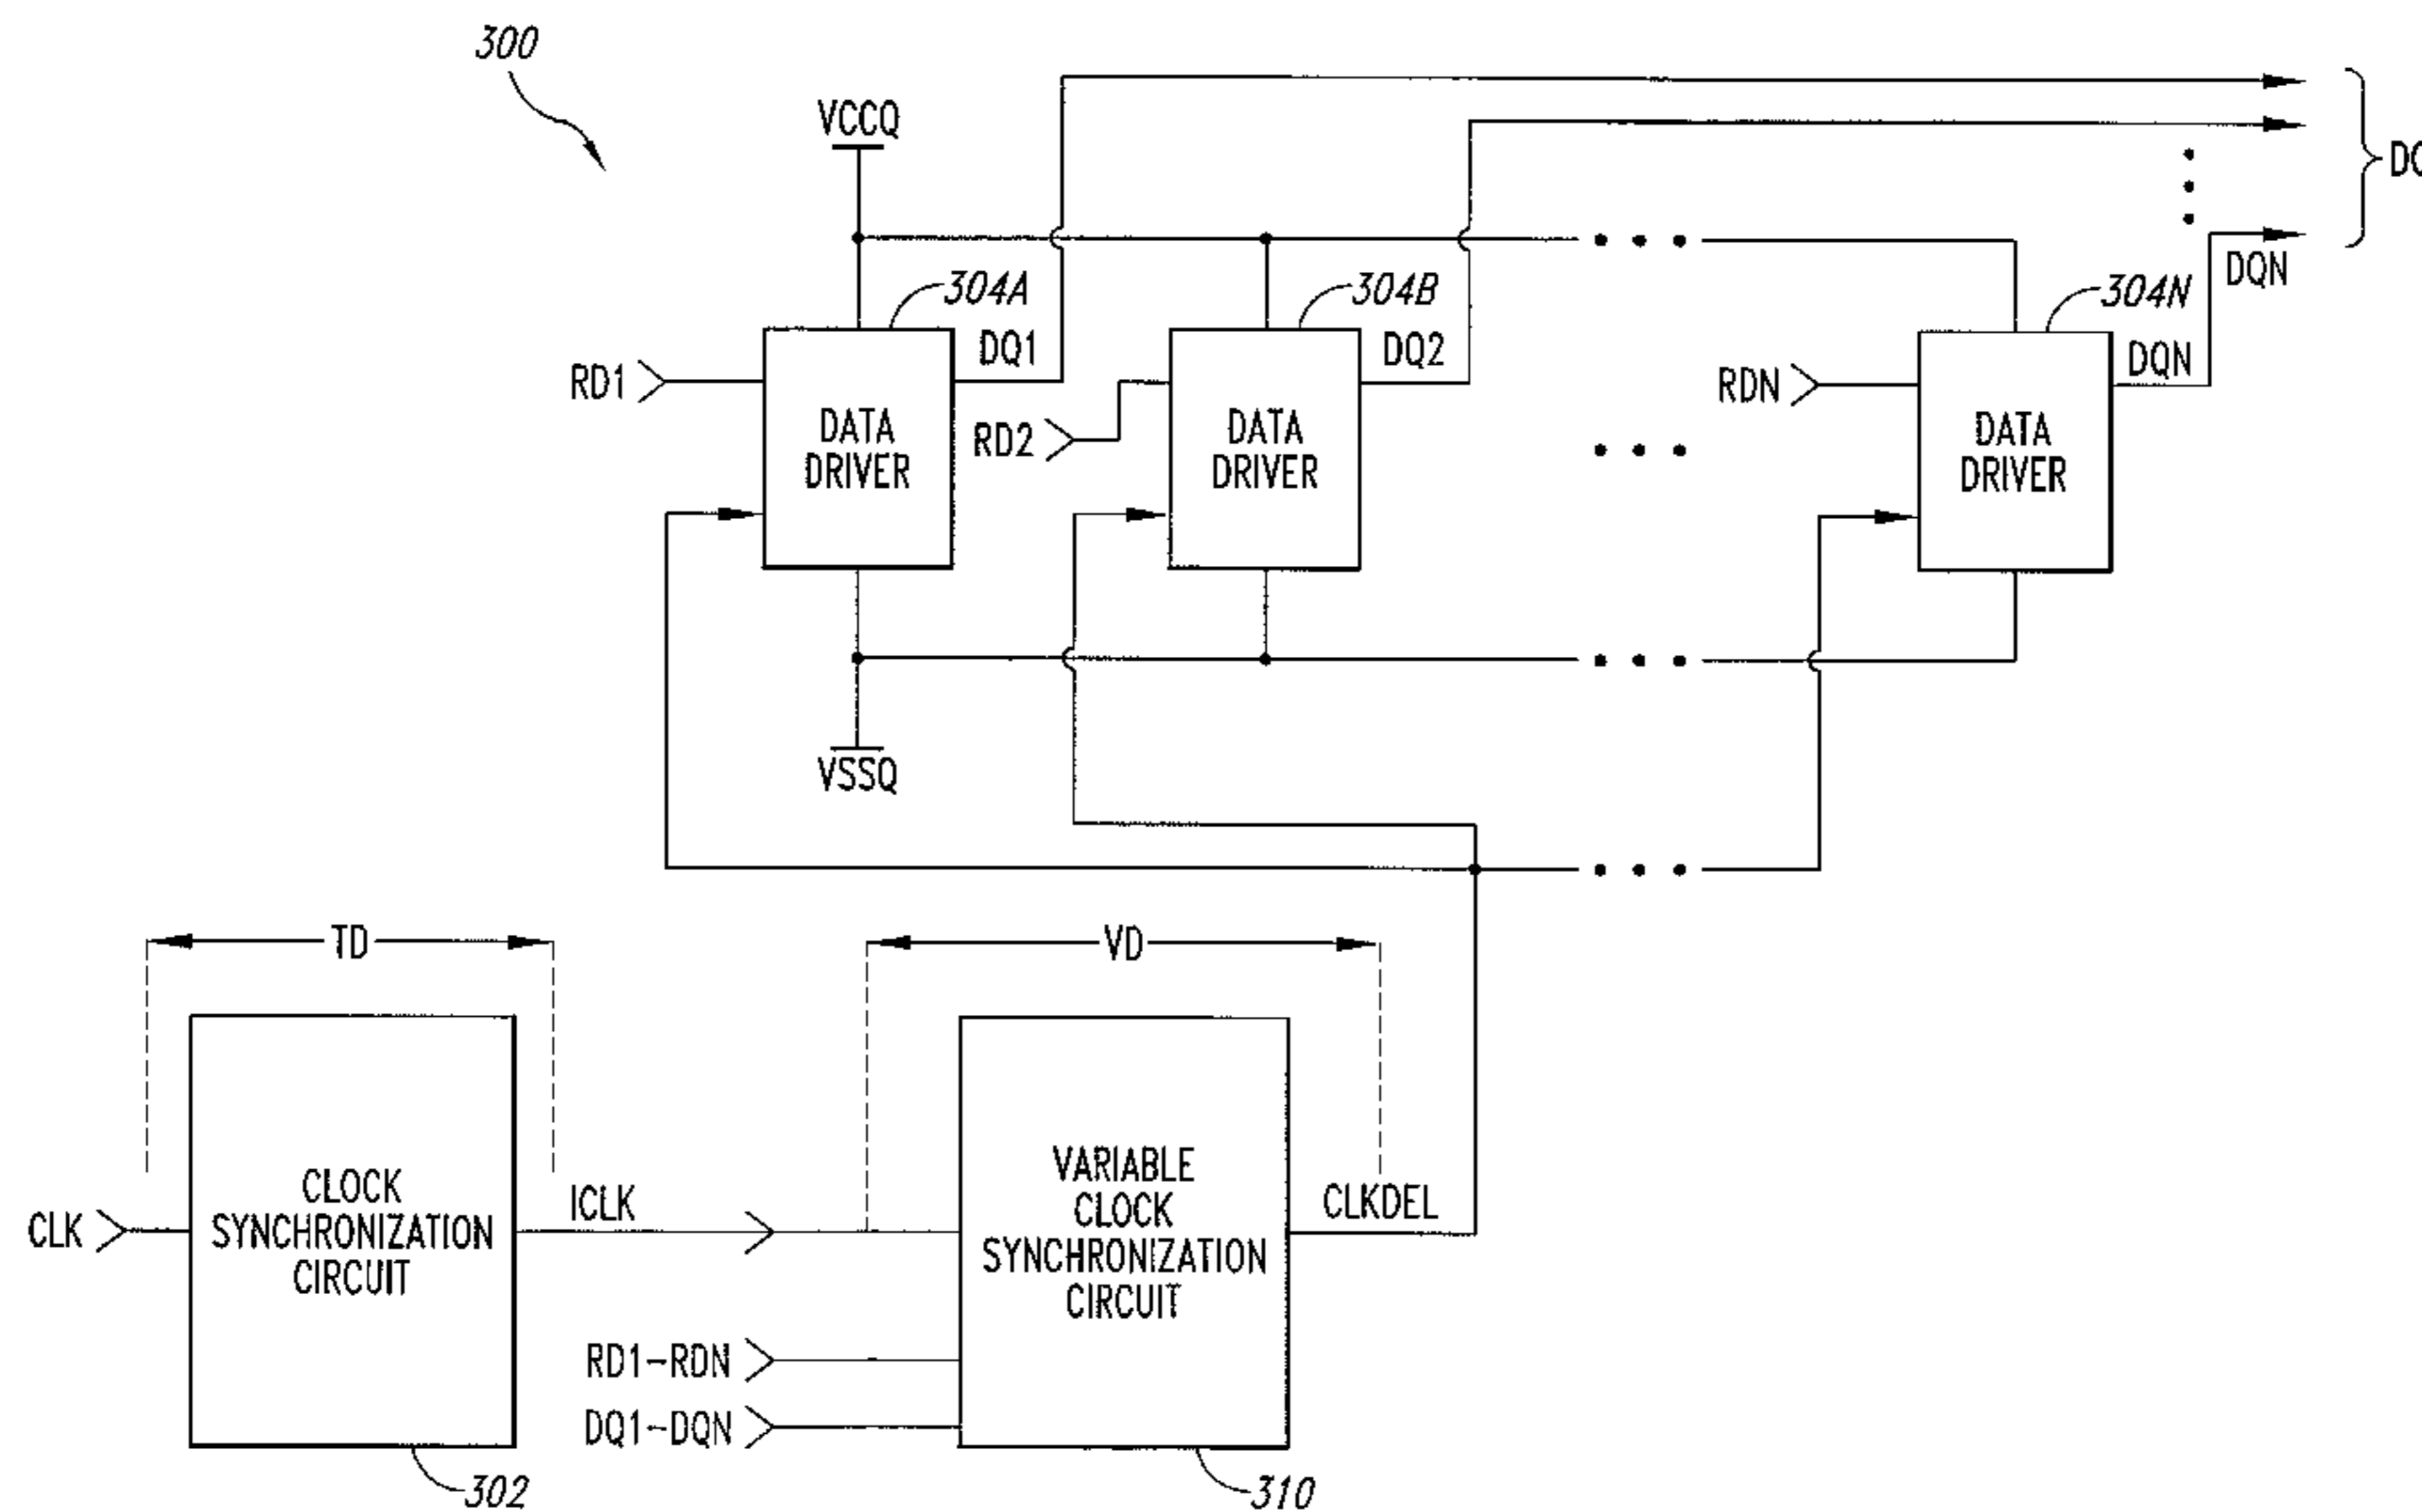 300
VCCQ
DQ
304A
304B
304N
DQN
RD1
DQ1
DQ2
RDN
DQN
DATA
DRIVER
RD2
DATA
DRIVER
DATA
DRIVER
VSSQ
TD
VD
CLK
CLOCK
SYNCHRONIZATION
CIRCUIT
ICLK
VARIABLE
CLOCK
SYNCHRONIZATION
CIRCUIT
CLKDEL
RD1-RDN
DQ1-DQN
302
310